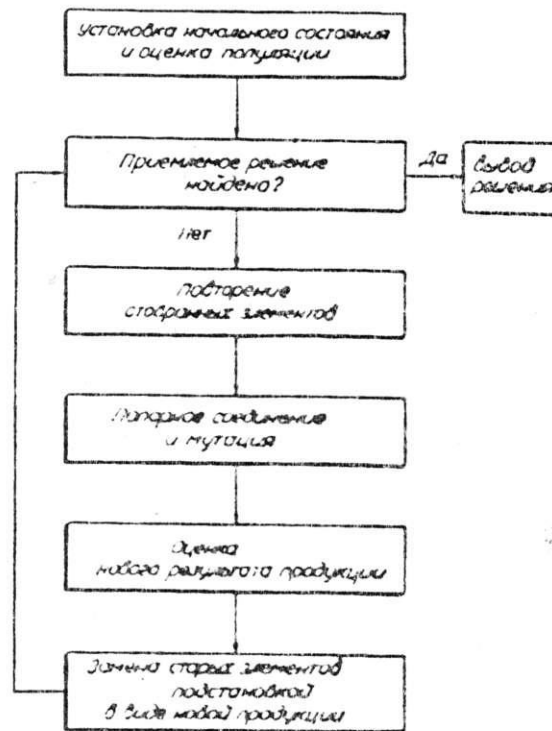 Установка начального состояния
и оценка популяции
Приемлемое решение
найдено?
Да
Вывод
решения
Нет
Повторение
отобранных элементов
Попарное соединение
и мутация
Оценка
нового результата продукции
Замена старых элементов
подстановкой
в виде новой продукции